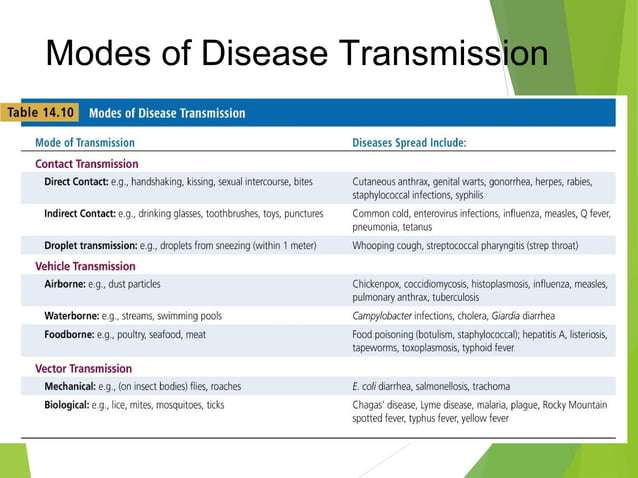 Modes of Disease Transmission
Table 14.10 Modes of Disease Transmission
Mode of Transmission Diseases Spread Include:
Contact Transmission
Direct Contact: e.g., handshaking, kissing, sexual intercourse, bites Cutaneous anthrax, genital warts, gonorrhea, herpes, rabies,
staphylococcal infections, syphilis
Indirect Contact: e.g., drinking glasses, toothbrushes, toys, punctures Common cold, enterovirus infections, influenza, measles, Q fever,
pneumonia, tetanus
Droplet transmission: e.g., droplets from sneezing (within 1 meter) Whooping cough, streptococcal pharyngitis (strep throat)
Vehicle Transmission
Airborne: e.g., dust particles Chickenpox, coccidiomycosis, histoplasmosis, influenza, measles,
pulmonary anthrax, tuberculosis
Waterborne: e.g., streams, swimming pools Campylobacter infections, cholera, Giardia diarrhea
Foodborne: e.g., poultry, seafood, meat Food poisoning (botulism, staphylococcal); hepatitis A, listeriosis,
tapeworms, toxoplasmosis, typhoid fever
Vector Transmission
Mechanical: e.g., (on insect bodies) flies, roaches E. coli diarrhea, salmonellosis, trachoma
Biological: e.g., lice, mites, mosquitoes, ticks Chagas' disease, Lyme disease, malaria, plague, Rocky Mountain
spotted fever, typhus fever, yellow fever